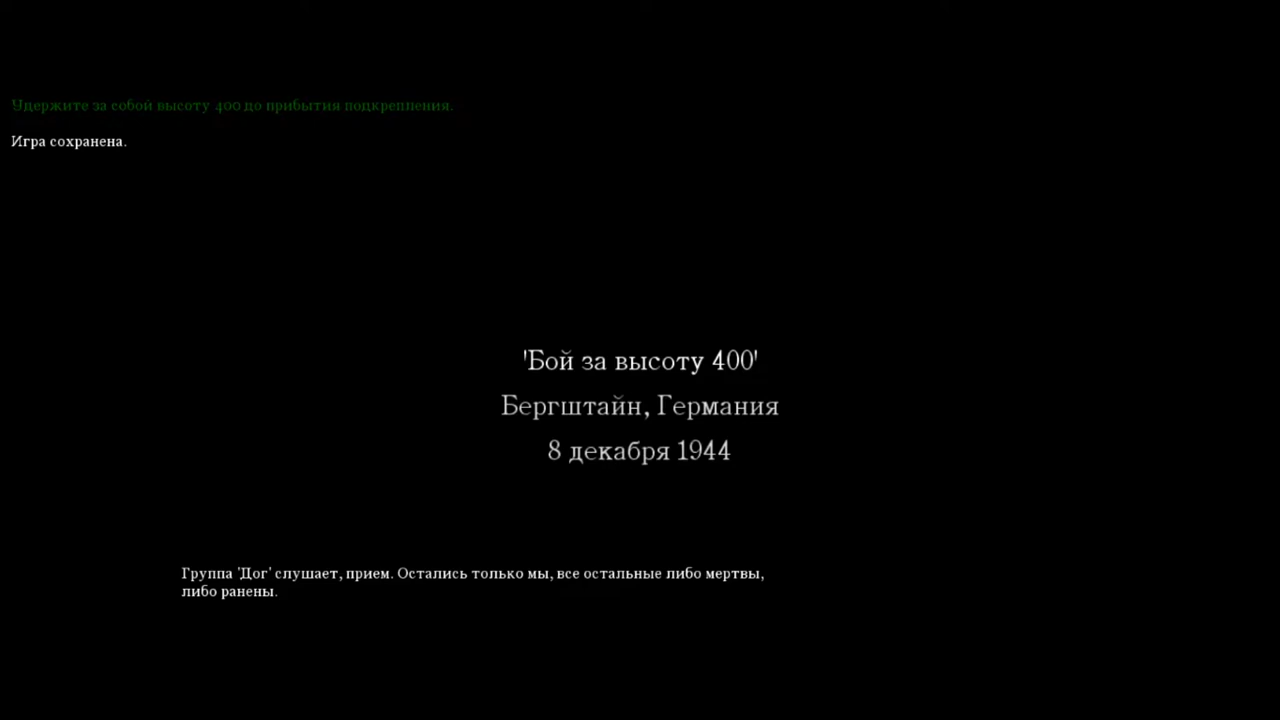 Удержите за собой высоту 400 до прибытия подкрепления.
Игра сохранена.
'Бой за высоту 400'
Бергштайн, Германия
8 декабря 1944
Группа 'Дог' слушает, прием. Остались только мы, все остальные либо мертвы,
либо ранены.